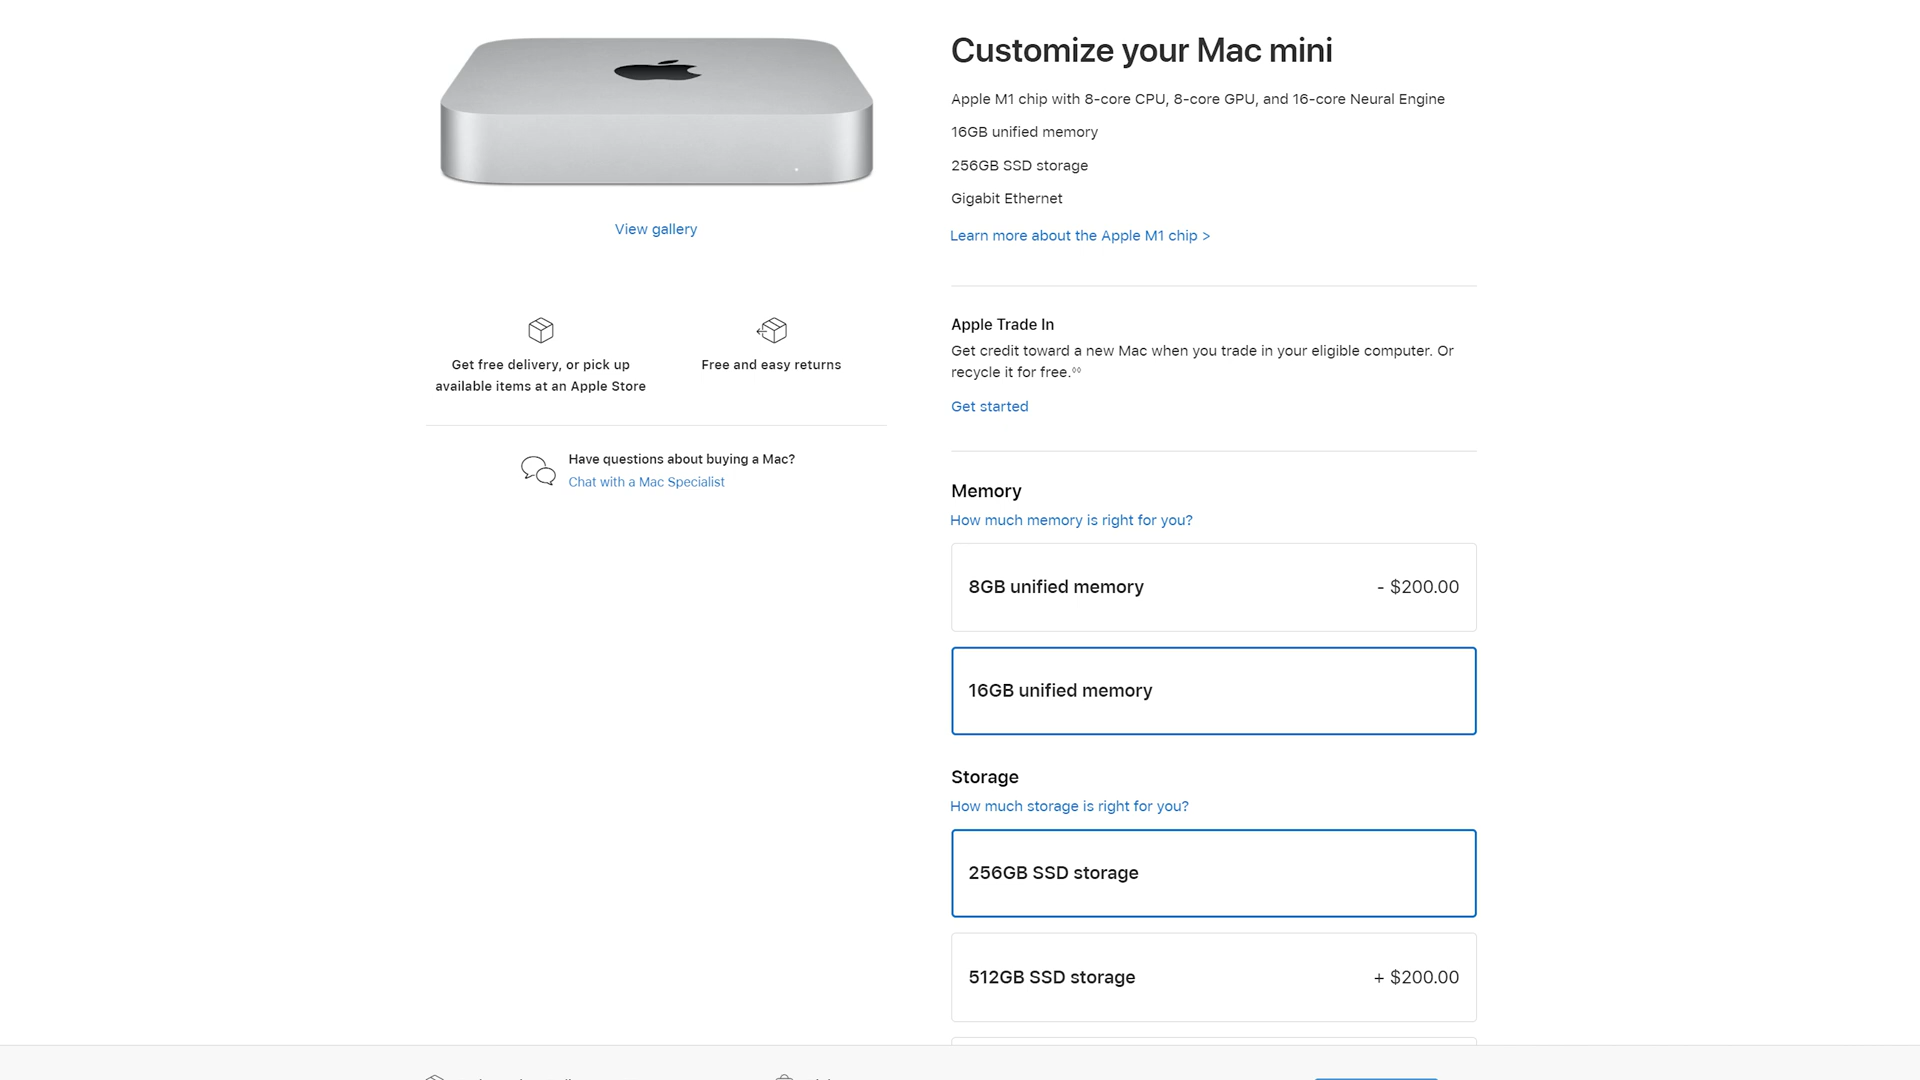 Customize your Mac mini
Apple M1 chip with 8-core CPU, 8-core GPU, and 16-core Neural Engine
16GB unified memory
256GB SSD storage
Gigabit Ethernet
Learn more about the Apple M1 chip >
View gallery
Get free delivery, or pick up
available items at an Apple Store
Free and easy returns
Have questions about buying a Mac?
Chat with a Mac Specialist
Apple Trade In
Get credit toward a new Mac when you trade in your eligible computer. Or
recycle it for free.◊◊
Get started
Memory
How much memory is right for you?
8GB unified memory - $200.00
16GB unified memory
Storage
How much storage is right for you?
256GB SSD storage
512GB SSD storage + $200.00